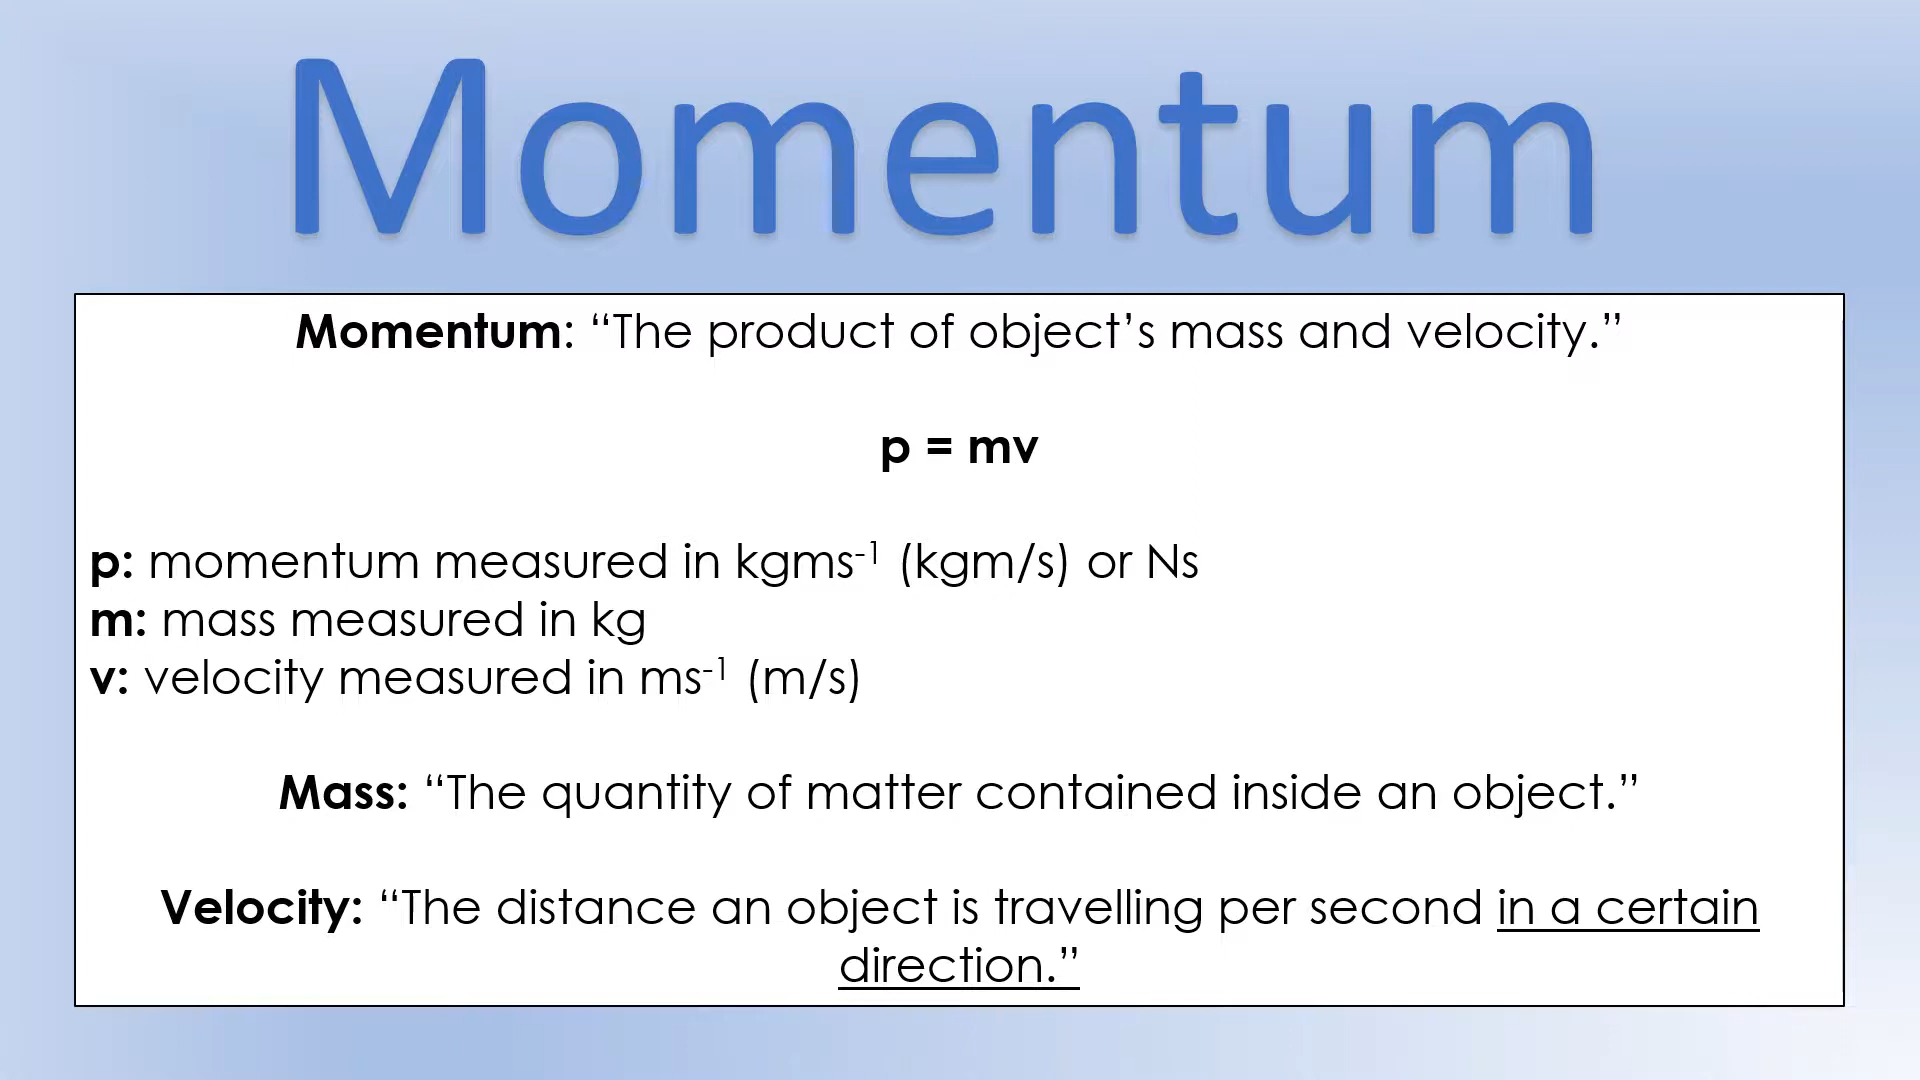 Momentum
Momentum: “The product of object’s mass and velocity.”
p = mv
p: momentum measured in kgms⁻¹ (kgm/s) or Ns
m: mass measured in kg
v: velocity measured in ms⁻¹ (m/s)
Mass: “The quantity of matter contained inside an object.”
Velocity: “The distance an object is travelling per second in a certain
direction.”